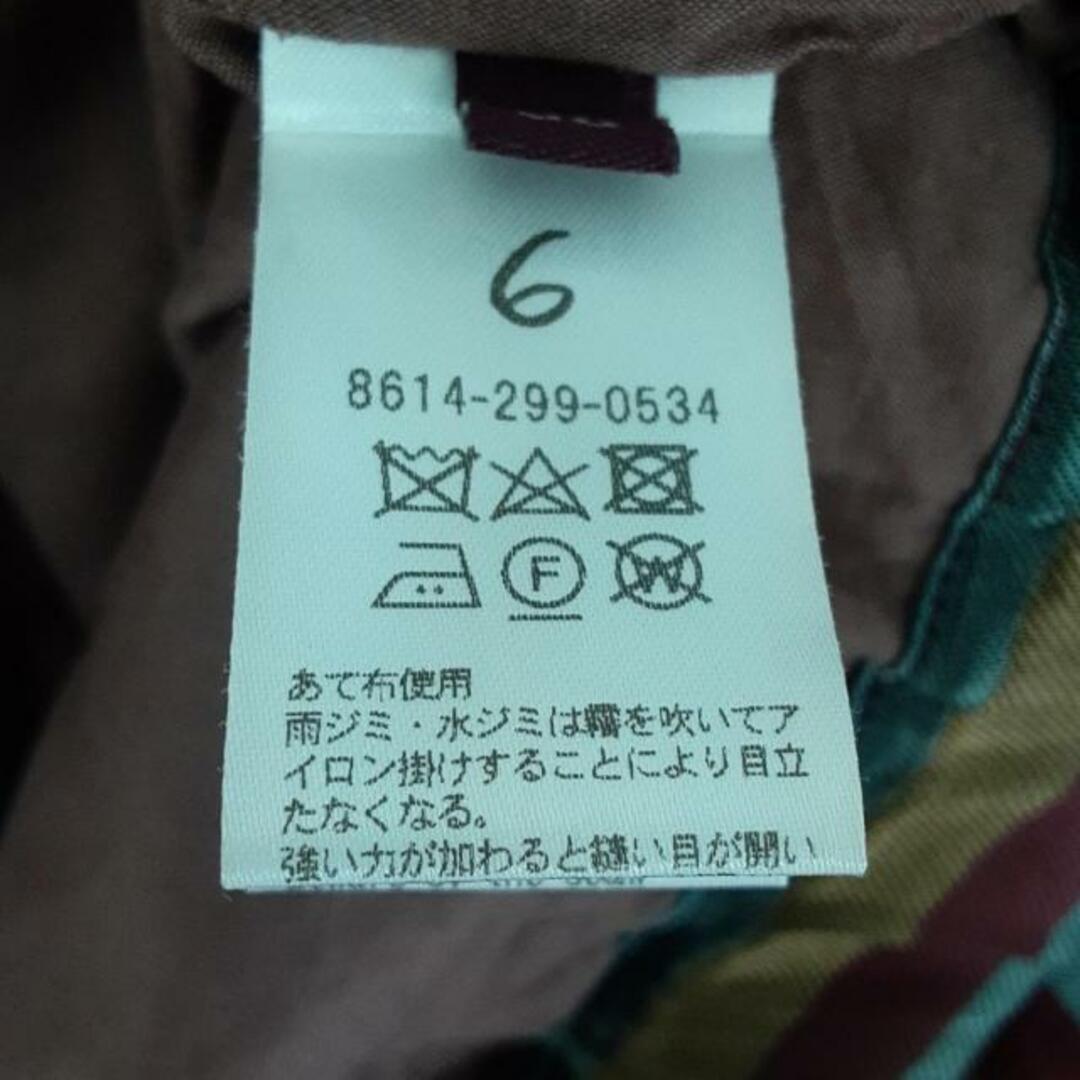 6
8614-299-0534
F
W
あて布使用
雨ジミ・水ジミは霧を吹いてア
イロン掛けすることにより目立
たなくなる。
強い力が加わると縫い目が開い